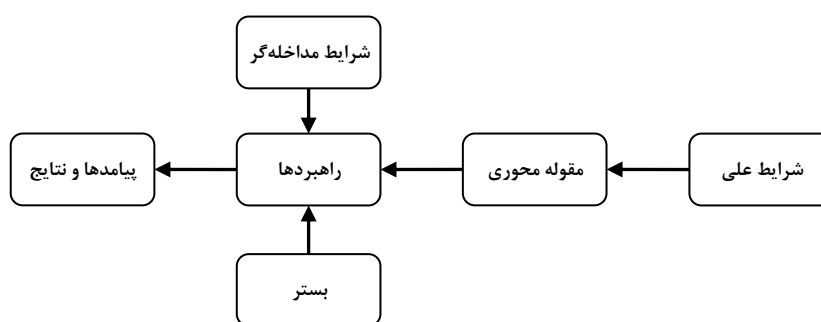 شرایط مداخله‌گر
شرایط علی
مقوله محوری
راهبردها
پیامدها و نتایج
بستر